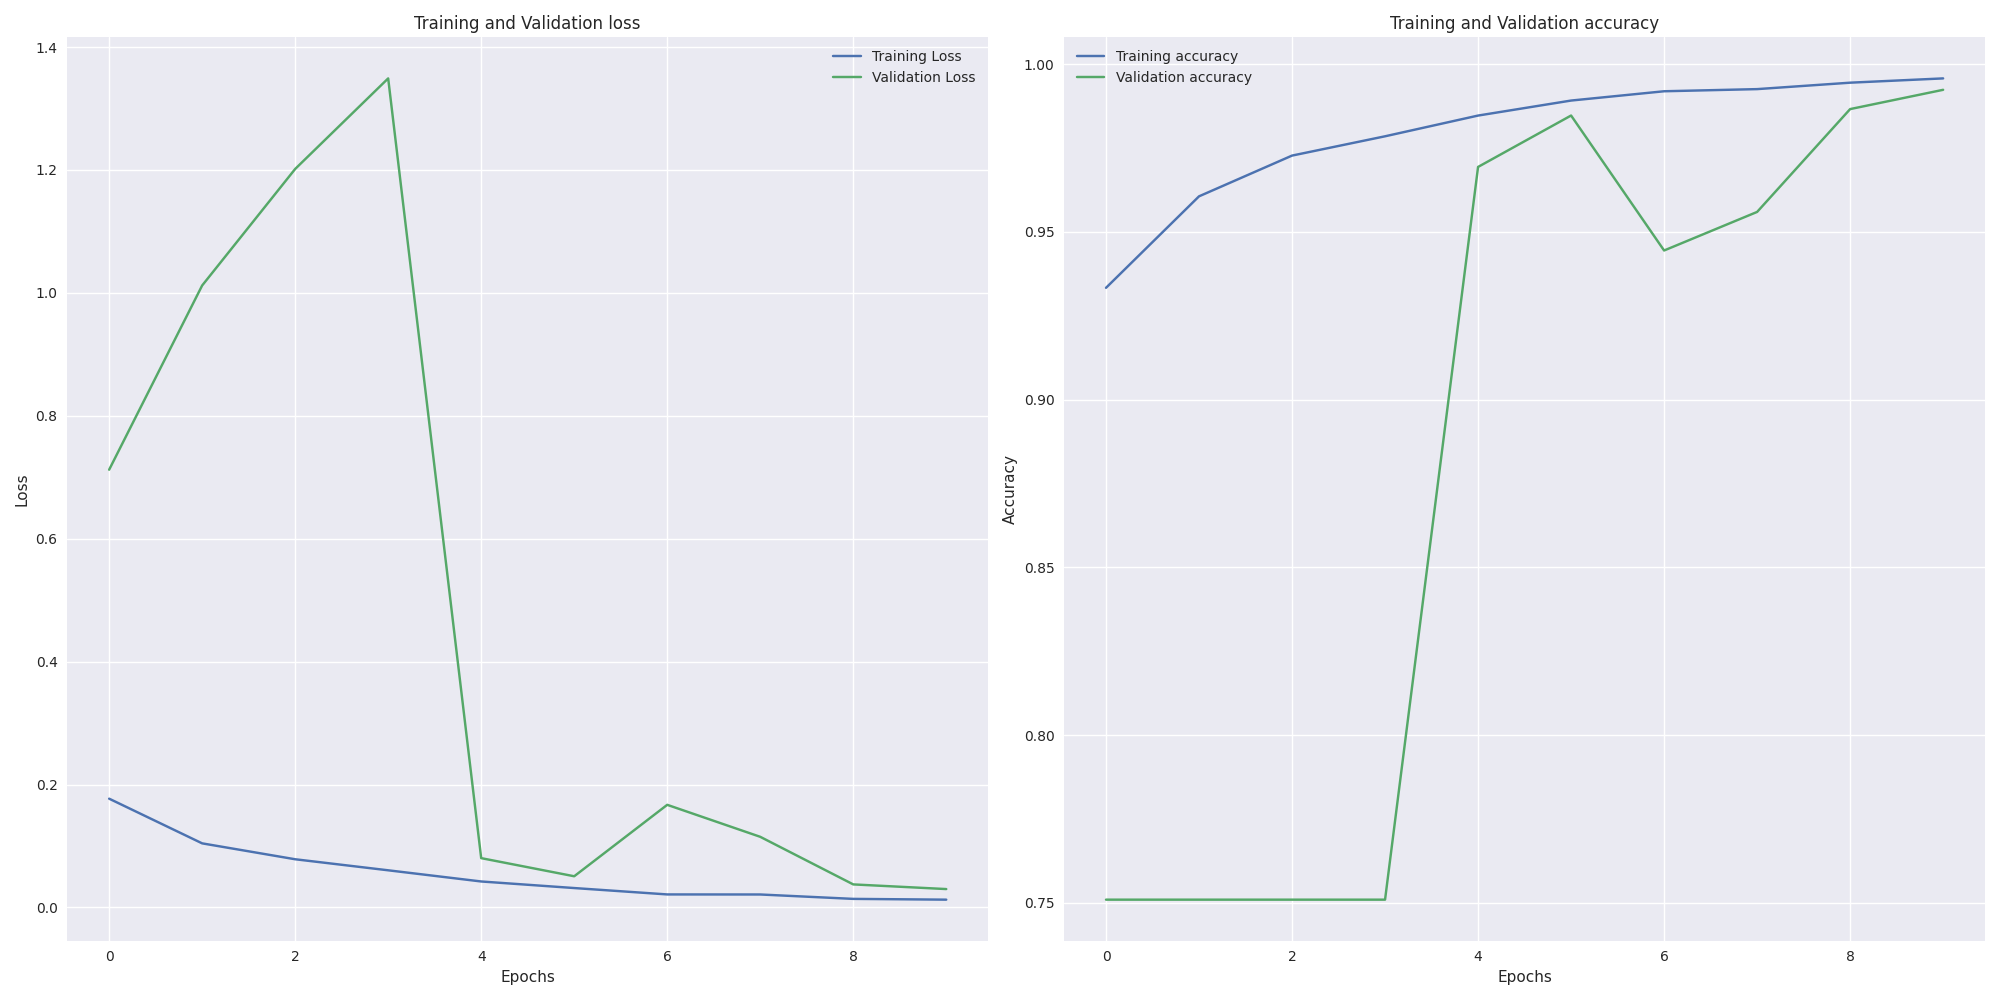 Training and Validation loss
1.4
1.2
1.0
0.8
0.6
0.4
0.2
0.0
Loss
Training Loss
Validation Loss
0 2 4 6 8
Epochs
Training and Validation accuracy
1.00
0.95
0.90
0.85
0.80
0.75
Accuracy
Training accuracy
Validation accuracy
0 2 4 6 8
Epochs